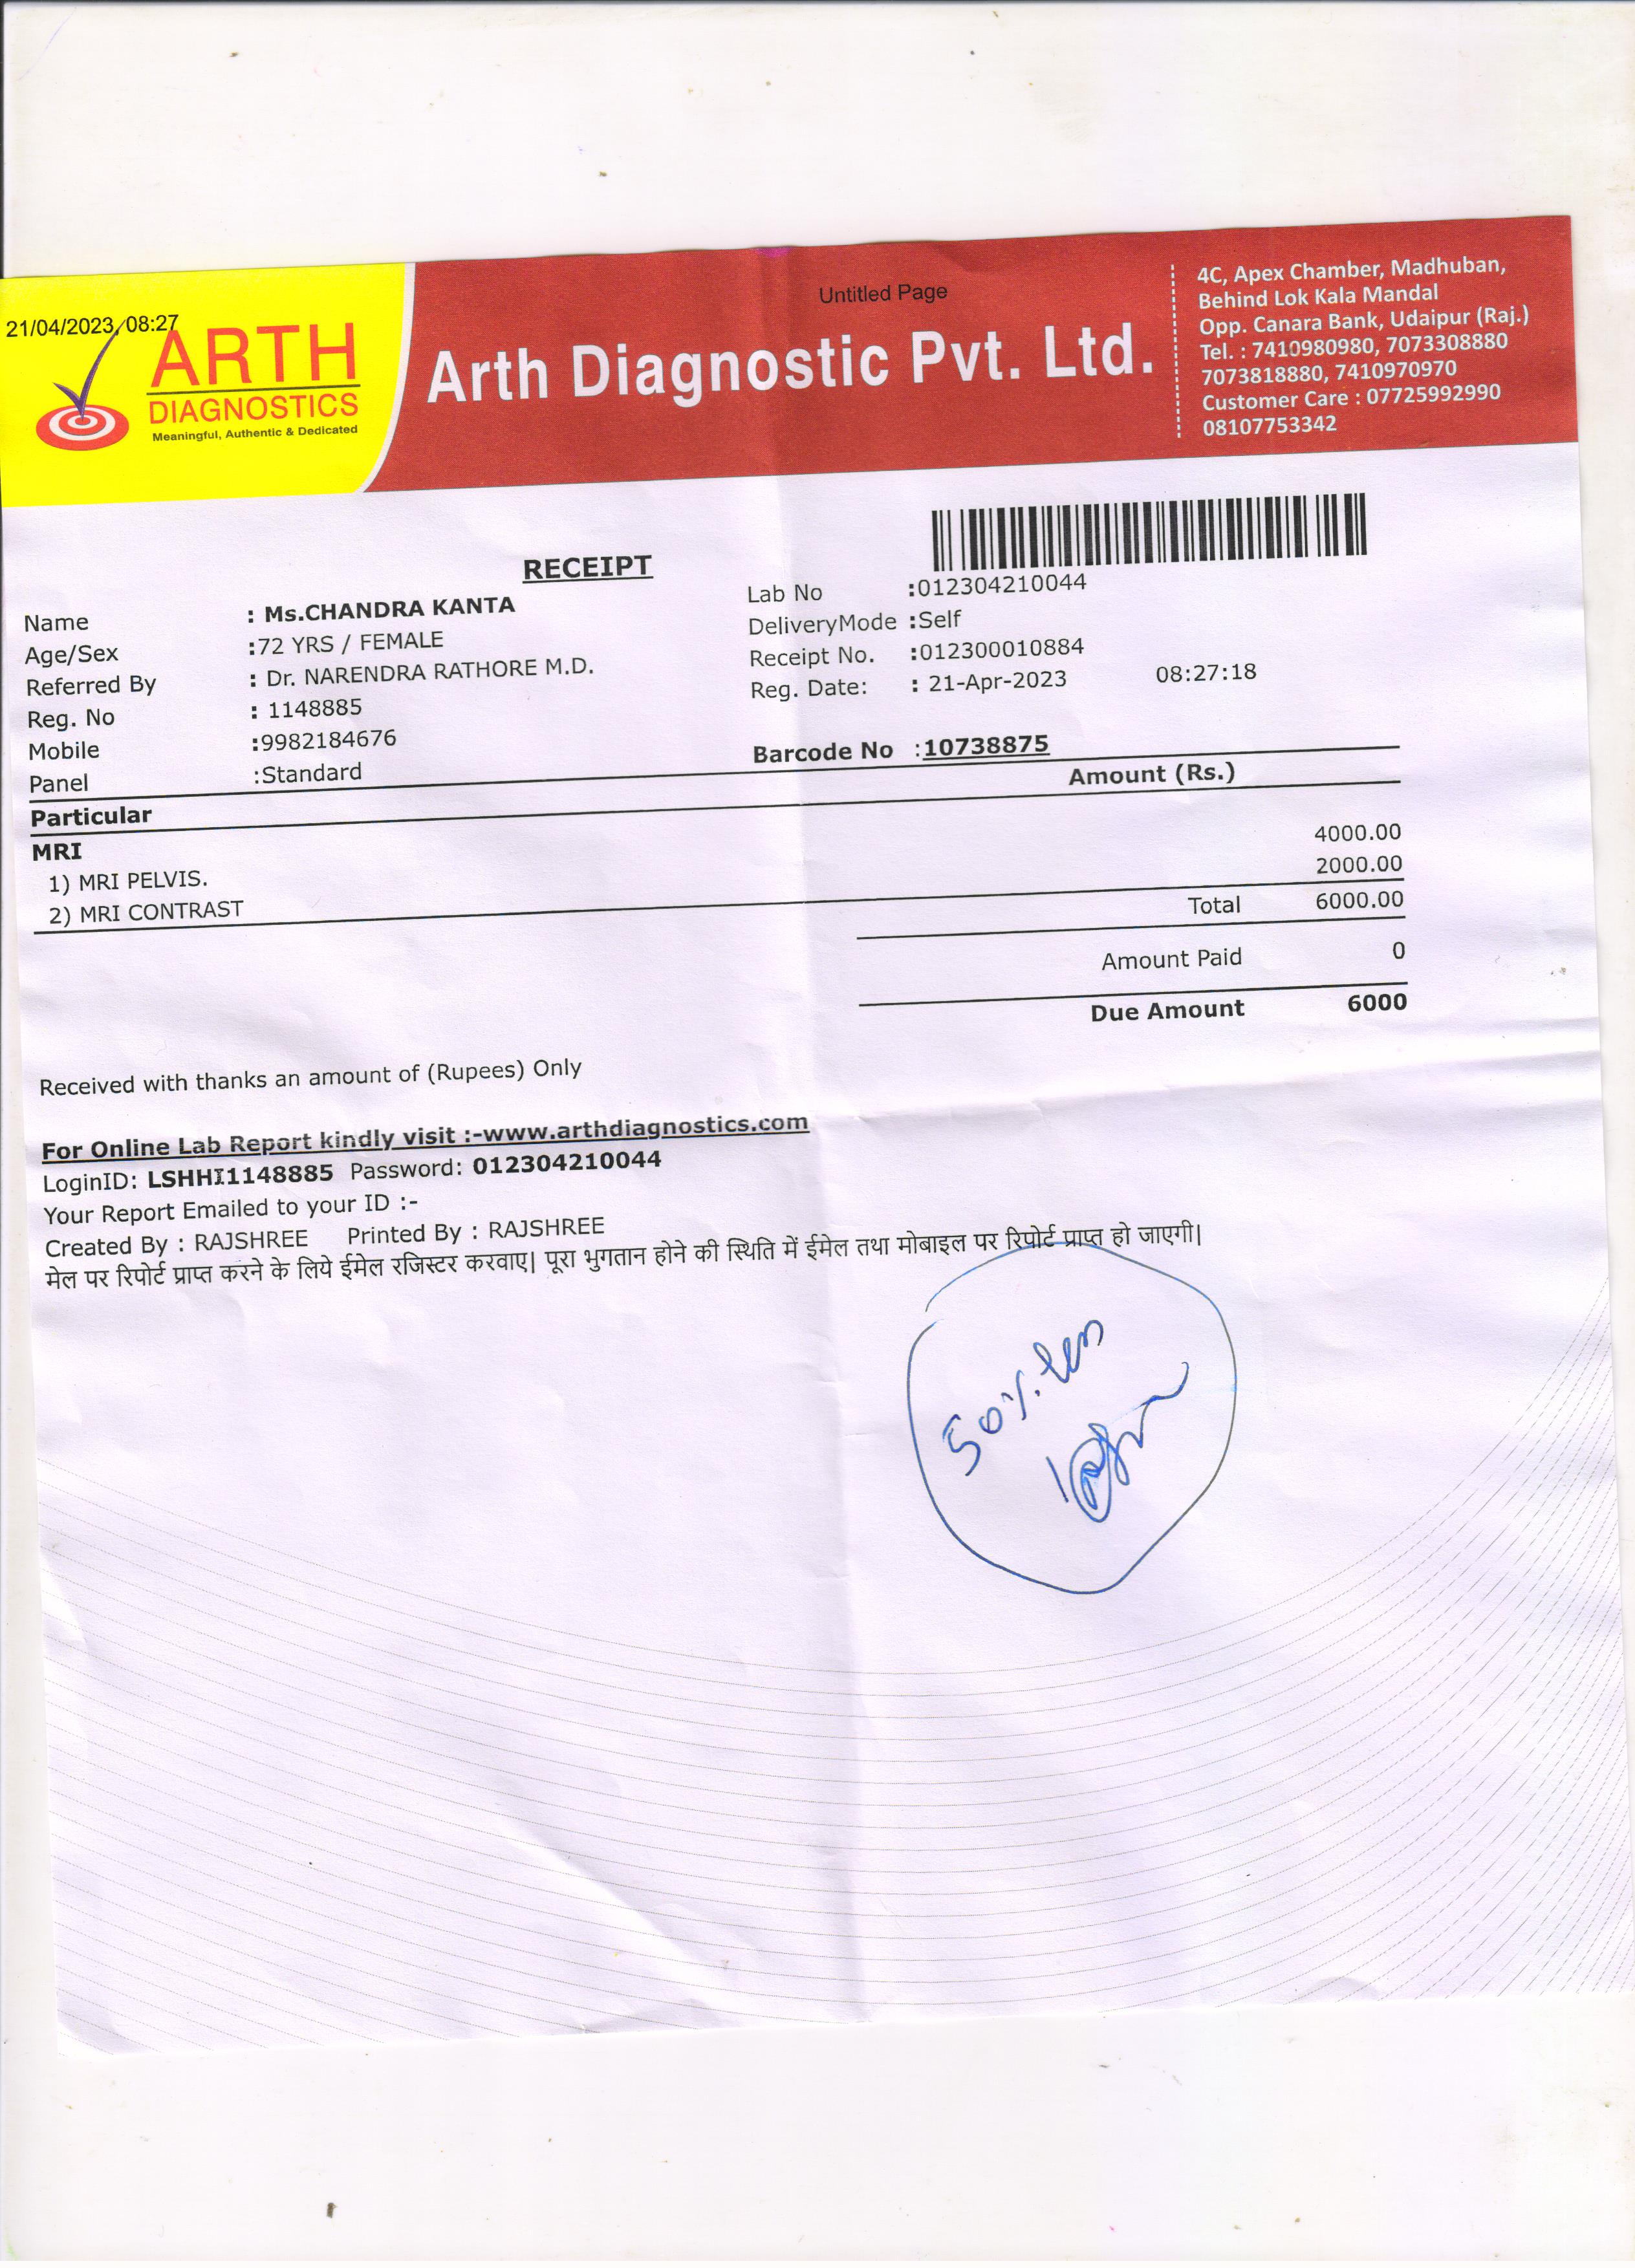 Untitled Page
21/04/2023, 08:27
ARTH
DIAGNOSTICS
Meaningful, Authentic & Dedicated
Arth Diagnostic Pvt. Ltd.
4C, Apex Chamber, Madhuban,
Behind Lok Kala Mandal
Opp. Canara Bank, Udaipur (Raj.)
Tel. : 7410980980, 7073308880
7073818880, 7410970970
Customer Care : 07725992990
08107753342
RECEIPT
Name : Ms.CHANDRA KANTA
Age/Sex :72 YRS / FEMALE
Referred By : Dr. NARENDRA RATHORE M.D.
Reg. No : 1148885
Mobile :9982184676
Panel :Standard
Lab No :012304210044
DeliveryMode :Self
Receipt No. :012300010884
Reg. Date: : 21-Apr-2023 08:27:18
Barcode No :10738875
Particular Amount (Rs.)
MRI
1) MRI PELVIS. 4000.00
2) MRI CONTRAST 2000.00
Total 6000.00
Amount Paid 0
Due Amount 6000
Received with thanks an amount of (Rupees) Only
For Online Lab Report kindly visit :-www.arthdiagnostics.com
LoginID: LSHHI1148885 Password: 012304210044
Your Report Emailed to your ID :-
Created By : RAJSHREE Printed By : RAJSHREE
मेल पर रिपोर्ट प्राप्त करने के लिये ईमेल रजिस्टर करवाए| पूरा भुगतान होने की स्थिति में ईमेल तथा मोबाइल पर रिपोर्ट प्राप्त हो जाएगी|
50%.